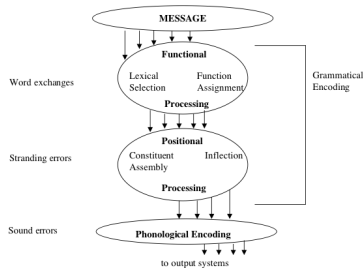 MESSAGE
Functional
Lexical Function
Selection Assignment
Processing
Word exchanges
Grammatical
Encoding
Positional
Constituent Inflection
Assembly
Processing
Stranding errors
Sound errors
Phonological Encoding
to output systems